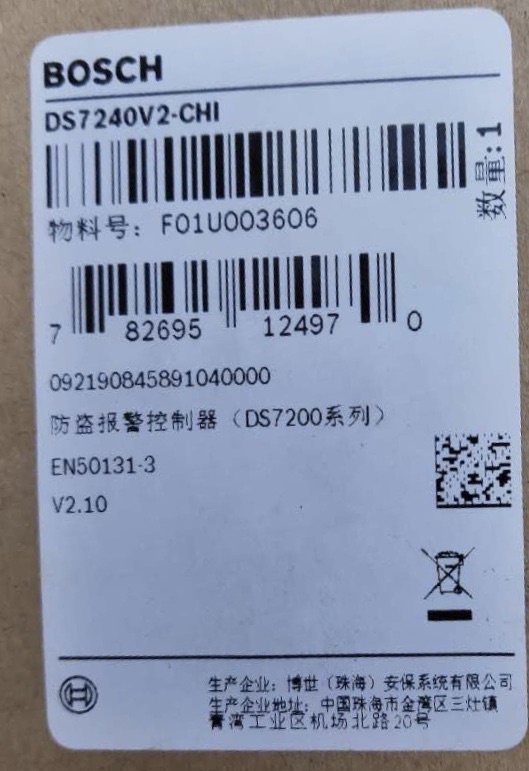 BOSCH
DS7240V2-CHI
数量:1
物料号: F01U003606
7 82695 12497 0
092190845891040000
防盗报警控制器（DS7200系列）
EN50131-3
V2.10
生产企业: 博世（珠海）安保系统有限公司
生产企业地址: 中国珠海市金湾区三灶镇
青湾工业区机场北路20号